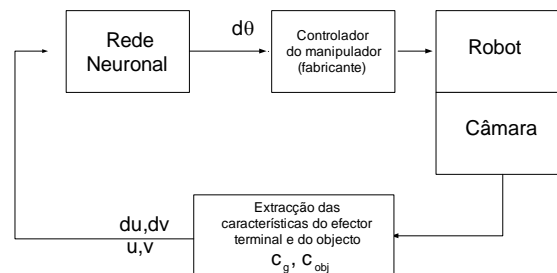 Rede
Neuronal
dθ
Controlador
do manipulador
(fabricante)
Robot
Câmara
Extracção das
características do efector
terminal e do objecto
c_g, c_obj
du,dv
u,v